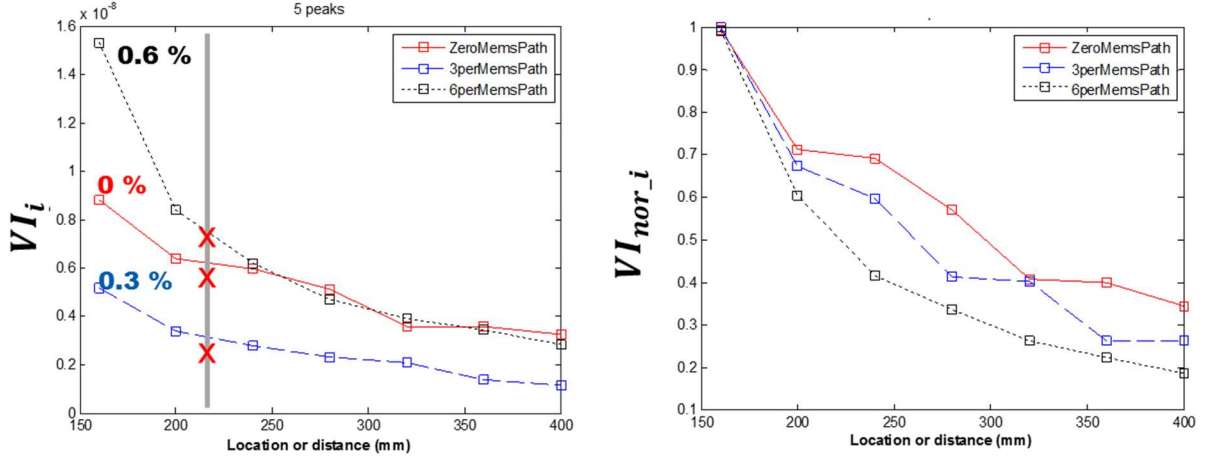 5 peaks
1.6 x 10^-8
1.4
1.2
1
0.8
0.6
0.4
0.2
0
150
200
250
300
350
400
Location or distance (mm)
VI_i
0.6 %
0 %
0.3 %
X
X
X
ZeroMemsPath
3perMemsPath
6perMemsPath
1
0.9
0.8
0.7
0.6
0.5
0.4
0.3
0.2
0.1
150
200
250
300
350
400
Location or distance (mm)
VI_nor_i
ZeroMemsPath
3perMemsPath
6perMemsPath